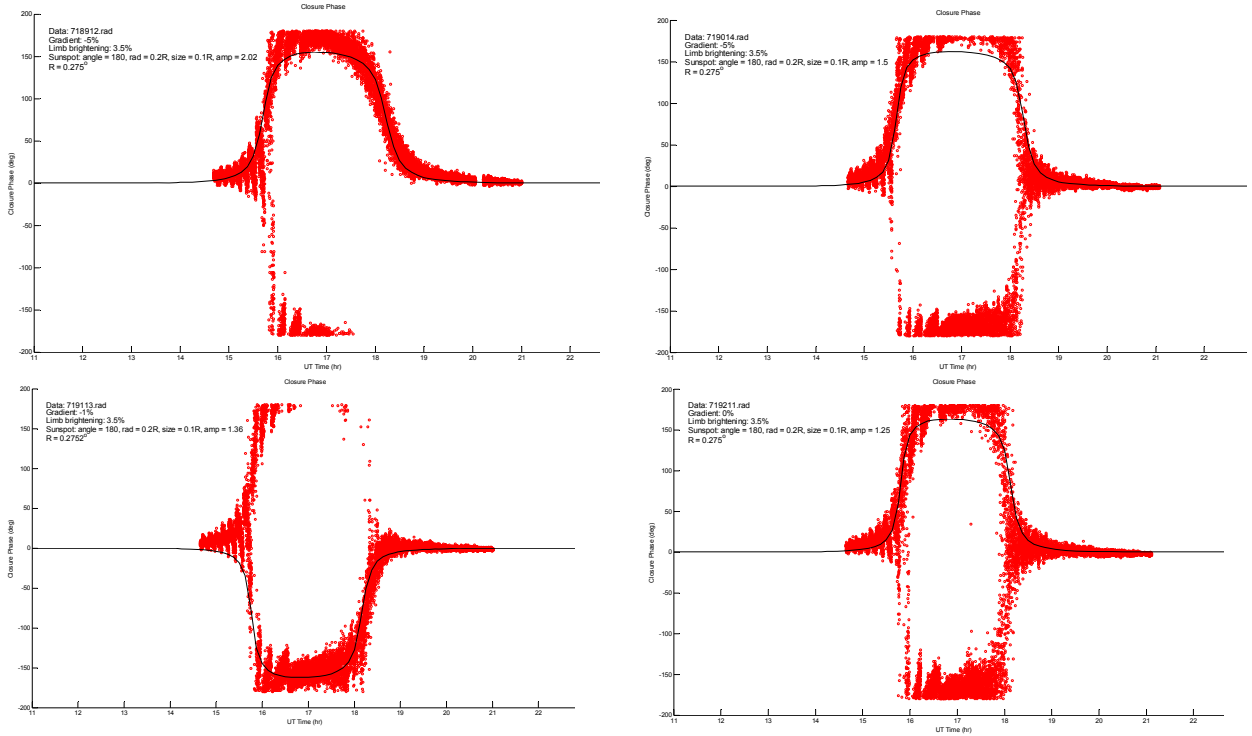 Closure Phase
Data: 718912.rad
Gradient: -5%
Limb brightening: 3.5%
Sunspot: angle = 180, rad = 0.2R, size = 0.1R, amp = 2.02
R = 0.275°
200
150
100
50
0
-50
-100
-150
-200
Closure Phase (deg)
11 12 13 14 15 16 17 18 19 20 21 22
UT Time (hr)
Closure Phase
Data: 719014.rad
Gradient: -5%
Limb brightening: 3.5%
Sunspot: angle = 180, rad = 0.2R, size = 0.1R, amp = 1.5
R = 0.275°
200
150
100
50
0
-50
-100
-150
-200
Closure Phase (deg)
11 12 13 14 15 16 17 18 19 20 21 22
UT Time (hr)
Closure Phase
Data: 719113.rad
Gradient: -1%
Limb brightening: 3.5%
Sunspot: angle = 180, rad = 0.2R, size = 0.1R, amp = 1.36
R = 0.2752°
200
150
100
50
0
-50
-100
-150
-200
Closure Phase (deg)
11 12 13 14 15 16 17 18 19 20 21 22
UT Time (hr)
Closure Phase
Data: 719211.rad
Gradient: 0%
Limb brightening: 3.5%
Sunspot: angle = 180, rad = 0.2R, size = 0.1R, amp = 1.25
R = 0.275°
200
150
100
50
0
-50
-100
-150
-200
Closure Phase (deg)
11 12 13 14 15 16 17 18 19 20 21 22
UT Time (hr)